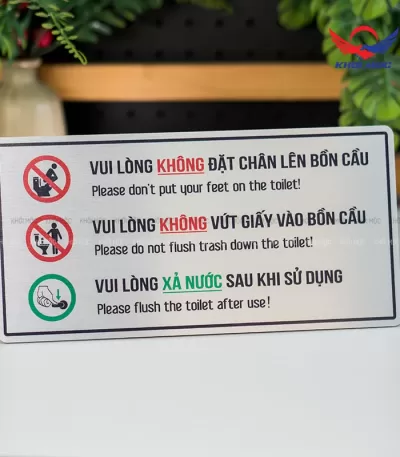 KHÔI MỘC
VUI LÒNG KHÔNG ĐẶT CHÂN LÊN BỒN CẦU
Please don't put your feet on the toilet!
VUI LÒNG KHÔNG VỨT GIẤY VÀO BỒN CẦU
Please do not flush trash down the toilet!
VUI LÒNG XẢ NƯỚC SAU KHI SỬ DỤNG
Please flush the toilet after use!